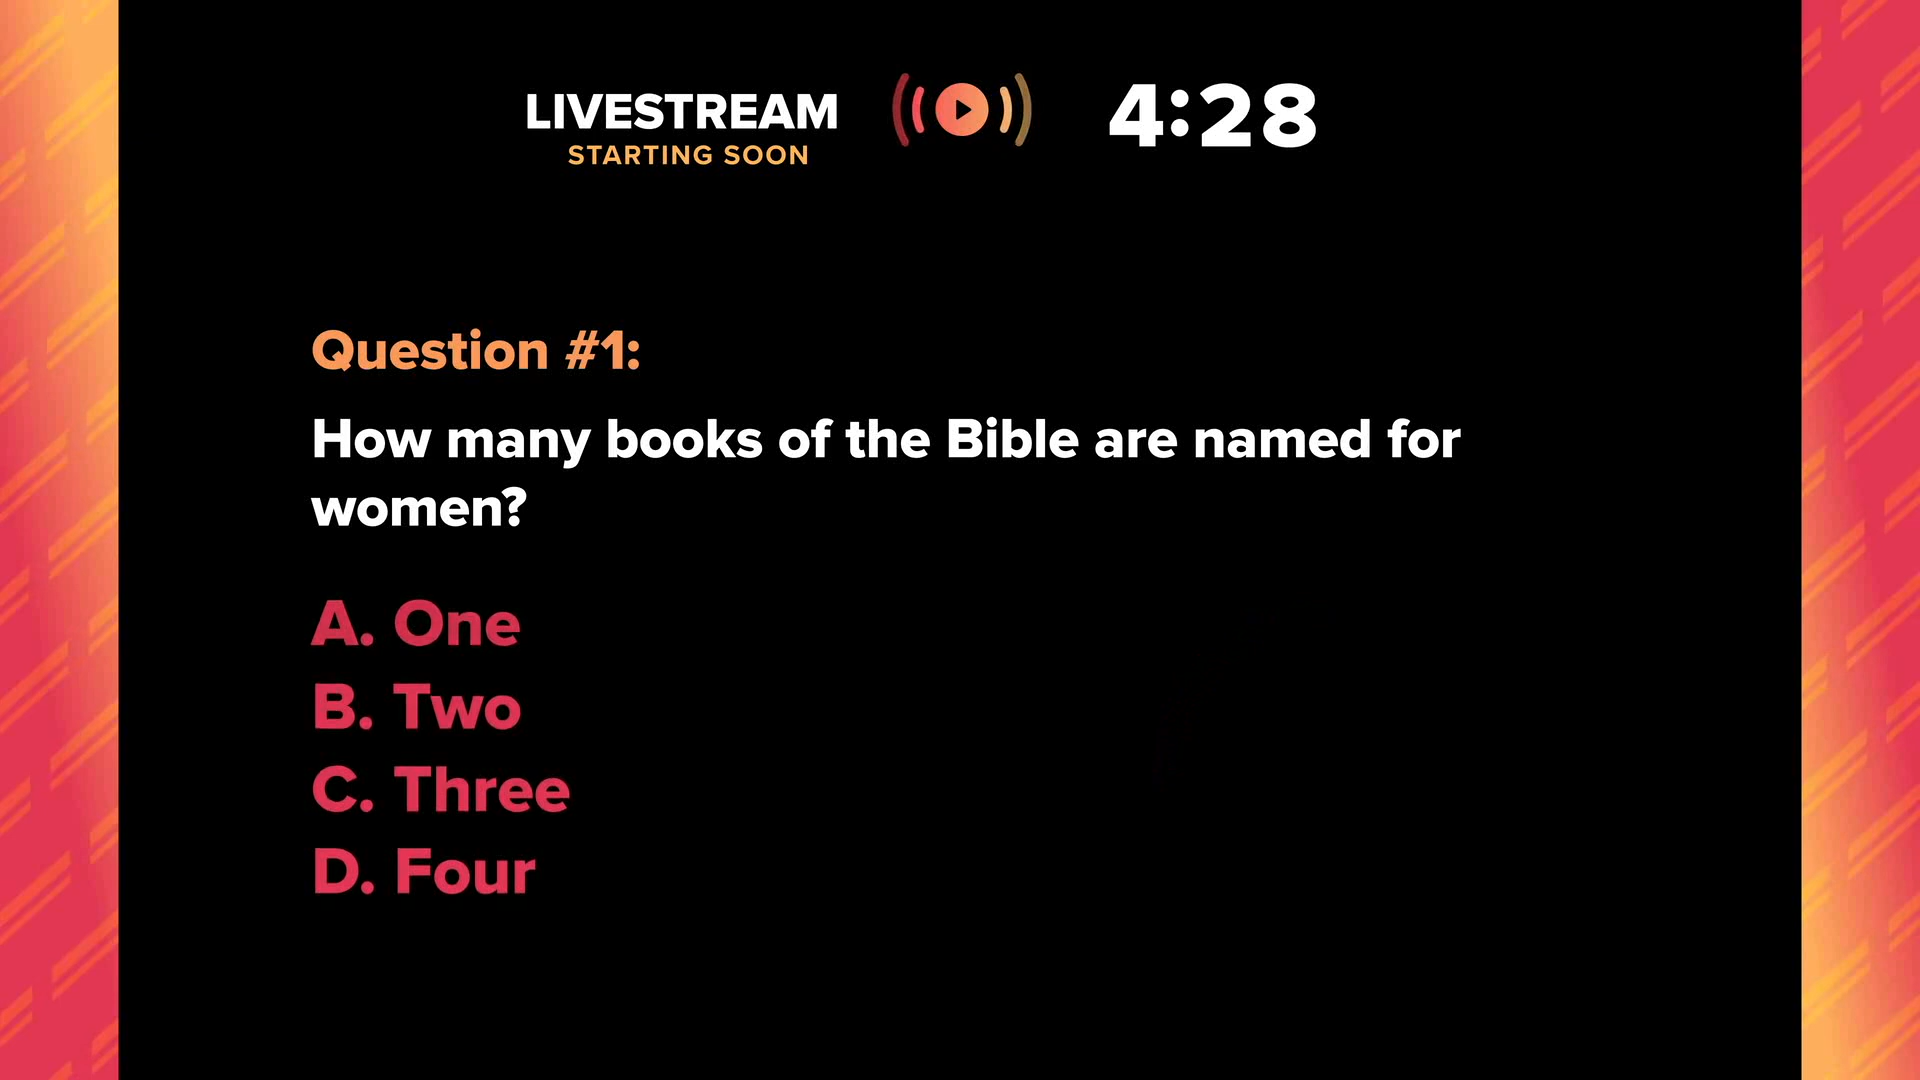 LIVESTREAM
STARTING SOON
4:28
Question #1:
How many books of the Bible are named for
women?
A. One
B. Two
C. Three
D. Four